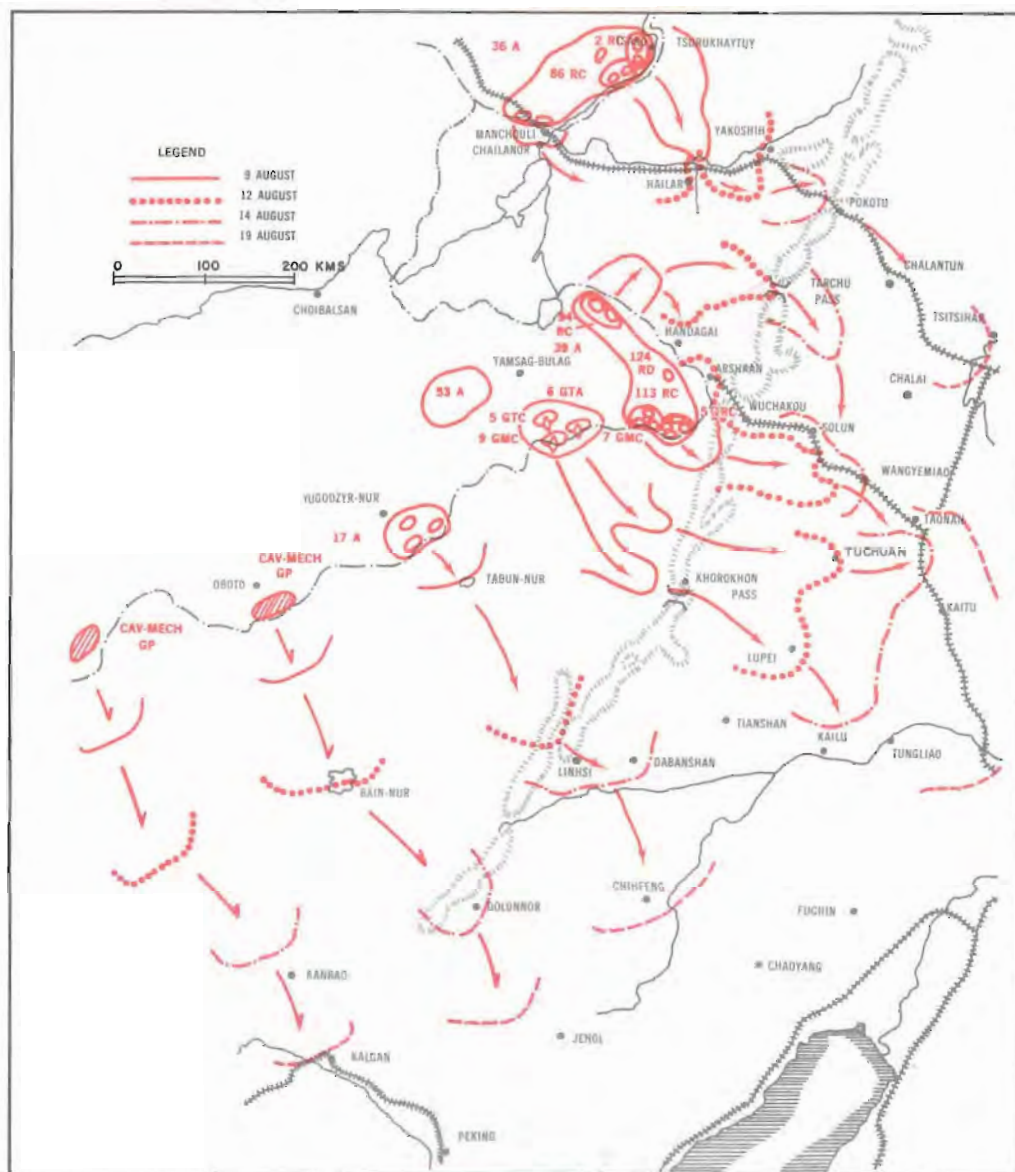 36 A
2 RC
TSURUKHAYTUY
86 RC
MANCHOULI
CHAILANOR
YAKOSHIH
HAILAR
POKOTU
LEGEND
9 AUGUST
12 AUGUST
14 AUGUST
19 AUGUST
0 100 200 KMS
CHOIBALSAN
CHALANTUN
TARCHU
PASS
TSITSIHAR
RC
39 A
HANDAGAI
TAMSAG-BULAG
124
RD
ARSHAAN
CHALAI
53 A
6 GTA
113 RC
5 GTC
9 GMC
7 GMC
WUCHAKOU
SOLUN
WANGYEMIAO
YUGODZYR-NUR
TAONAN
17 A
TUCHUAN
CAV-MECH
GP
TABUN-NUR
KHOROKHON
PASS
KAITU
CAV-MECH
GP
LUPEI
TIANSHAN
KAILU
TUNGLIAO
LINHSI
DABANSHAN
BAIN-NUR
CHIHFENG
DOLONNOR
FUCHIN
KANBAO
CHAOYANG
JEHOL
KALGAN
PEKING